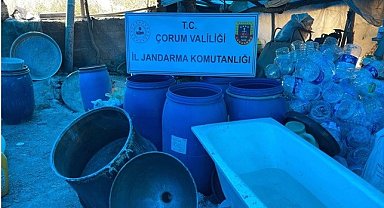 T.C.
ÇORUM VALİLİĞİ
İL JANDARMA KOMUTANLIĞI